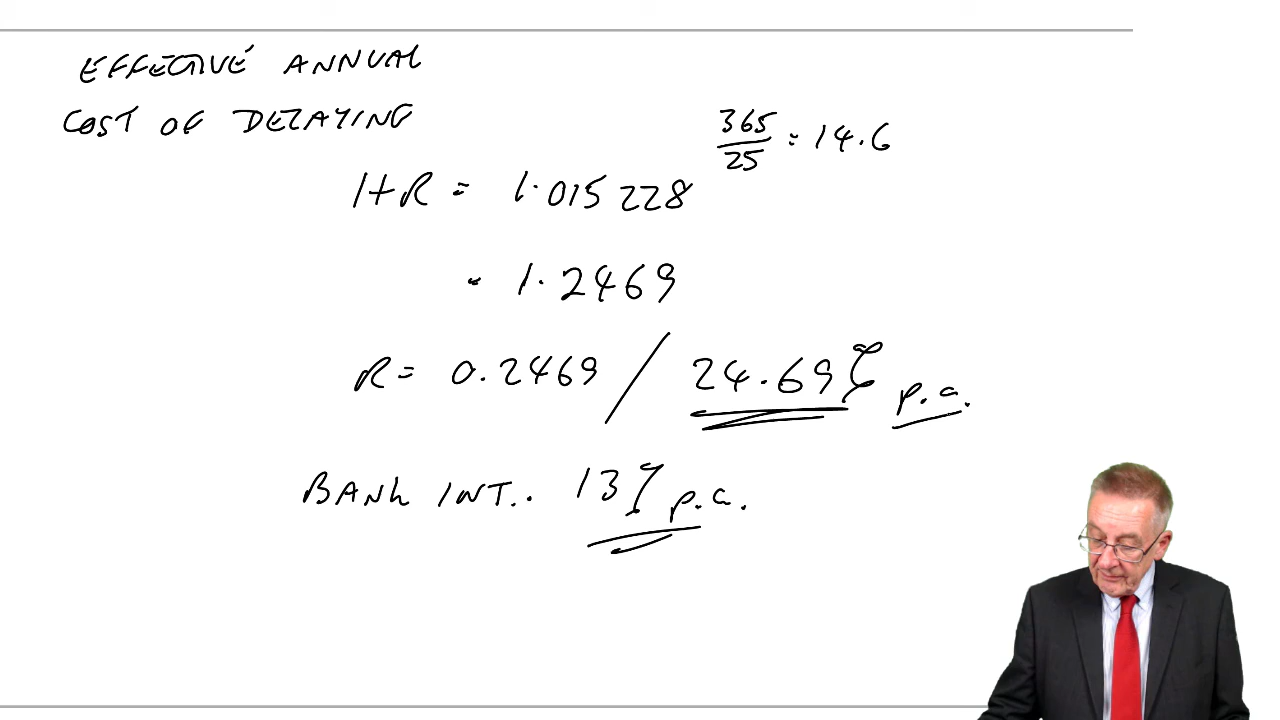 EFFECTIVE ANNUAL
COST OF DELAYING
365/25 = 14.6
1+R = 1.015228
= 1.2469
R = 0.2469 / 24.69% p.a.
BANK INT.. 13% p.a.